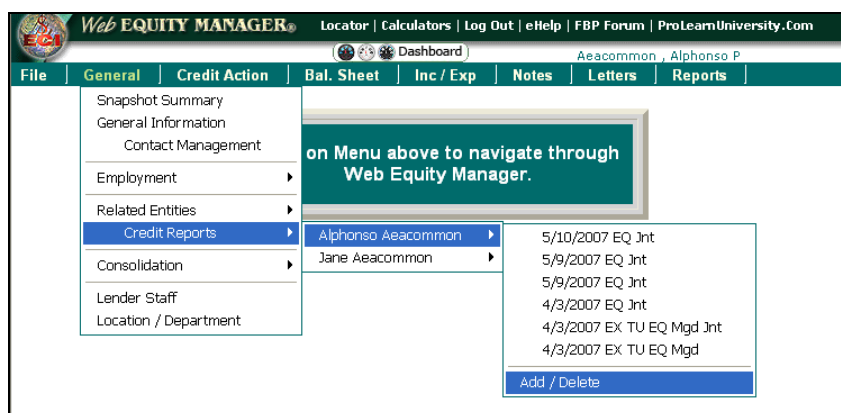 ECI Web EQUITY MANAGER® Locator | Calculators | Log Out | eHelp | FBP Forum | ProLearnUniversity.Com
Dashboard
Aeacommon , Alphonso P
File | General | Credit Action | Bal. Sheet | Inc / Exp | Notes | Letters | Reports |
Snapshot Summary
General Information
Contact Management
on Menu above to navigate through
Web Equity Manager.
Employment
Related Entities
Credit Reports
Alphonso Aeacommon
Jane Aeacommon
5/10/2007 EQ Jnt
5/9/2007 EQ Jnt
5/9/2007 EQ Jnt
4/3/2007 EQ Jnt
4/3/2007 EX TU EQ Mgd Jnt
4/3/2007 EX TU EQ Mgd
Add / Delete
Consolidation
Lender Staff
Location / Department